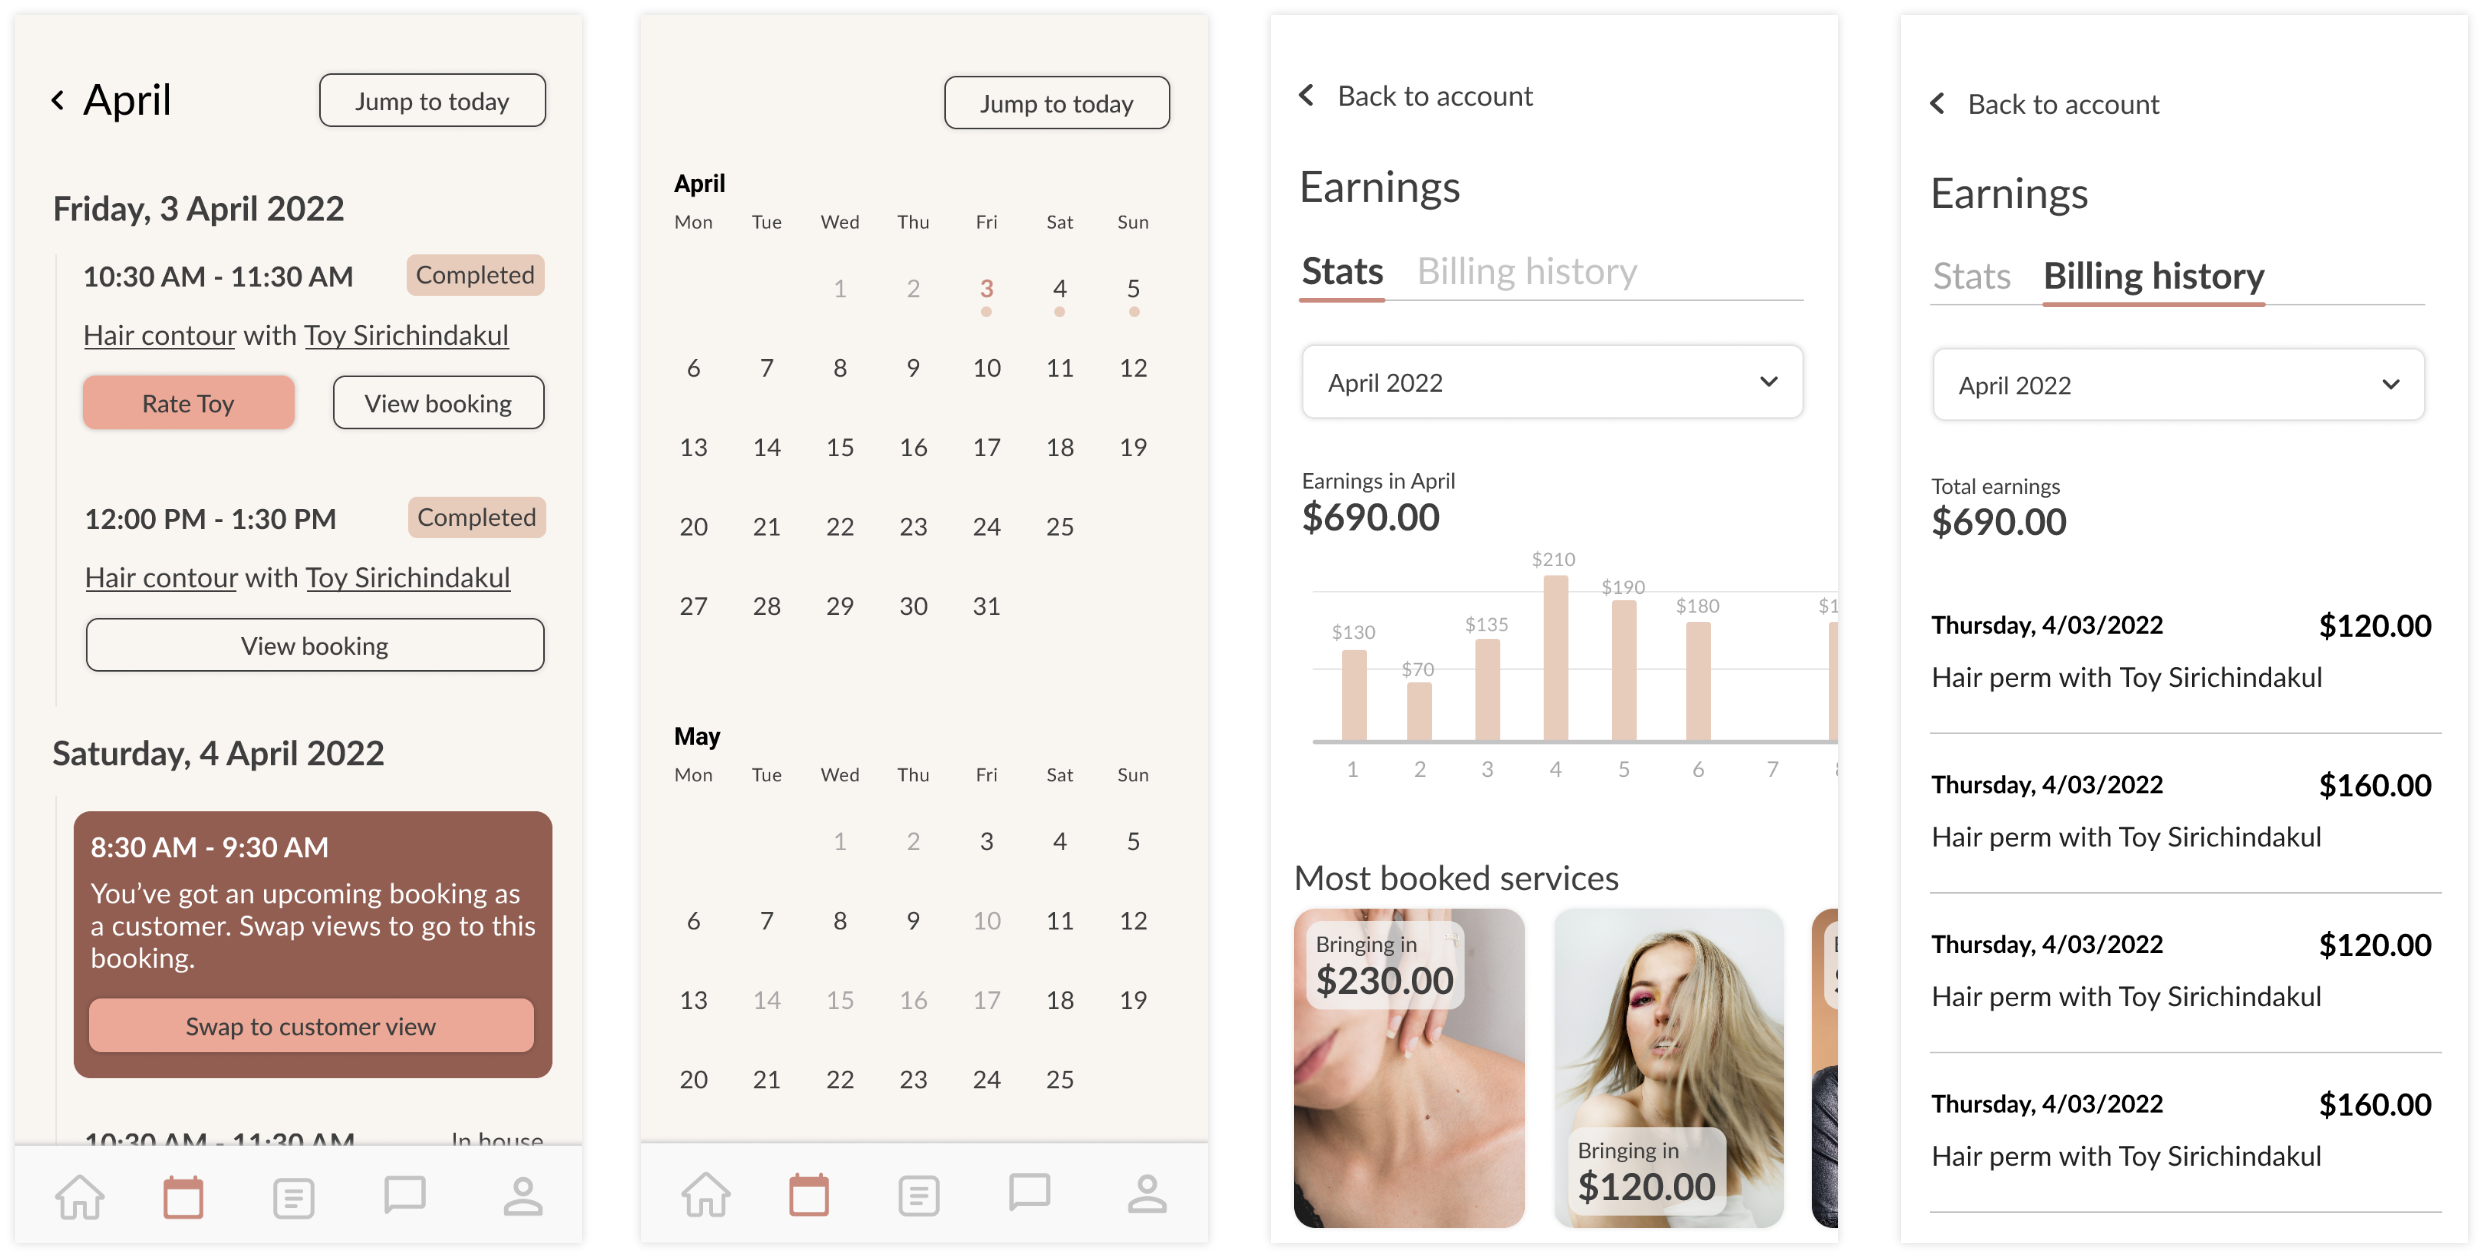 April
Jump to today
Friday, 3 April 2022
10:30 AM - 11:30 AM
Completed
Hair contour with Toy Sirichindakul
Rate Toy
View booking
12:00 PM - 1:30 PM
Completed
Hair contour with Toy Sirichindakul
View booking
Saturday, 4 April 2022
8:30 AM - 9:30 AM
You’ve got an upcoming booking as
a customer. Swap views to go to this
booking.
Swap to customer view
10:30 AM - 11:30 AM
In house
Jump to today
April
Mon Tue Wed Thu Fri Sat Sun
1 2 3 4 5
6 7 8 9 10 11 12
13 14 15 16 17 18 19
20 21 22 23 24 25
27 28 29 30 31
May
Mon Tue Wed Thu Fri Sat Sun
1 2 3 4 5
6 7 8 9 10 11 12
13 14 15 16 17 18 19
20 21 22 23 24 25
Back to account
Earnings
Stats
Billing history
April 2022
Earnings in April
$690.00
$130
$70
$135
$210
$190
$180
1 2 3 4 5 6 7
Most booked services
Bringing in
$230.00
Bringing in
$120.00
Back to account
Earnings
Stats
Billing history
April 2022
Total earnings
$690.00
Thursday, 4/03/2022
$120.00
Hair perm with Toy Sirichindakul
Thursday, 4/03/2022
$160.00
Hair perm with Toy Sirichindakul
Thursday, 4/03/2022
$120.00
Hair perm with Toy Sirichindakul
Thursday, 4/03/2022
$160.00
Hair perm with Toy Sirichindakul